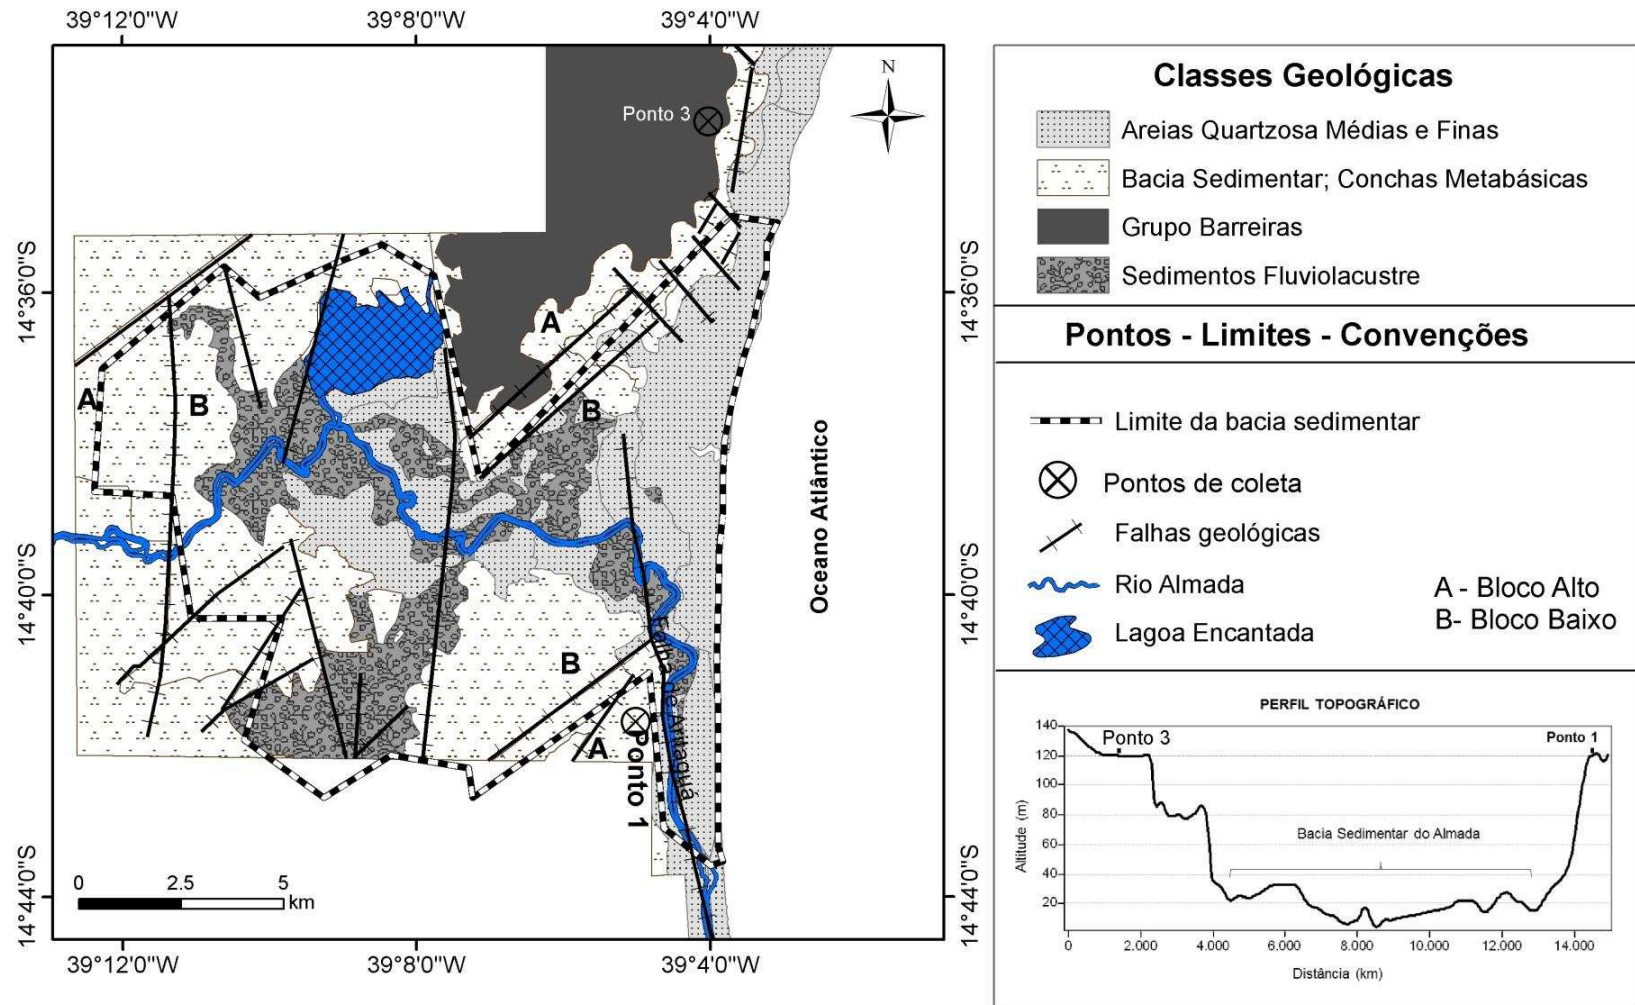 39°12'0"W
39°8'0"W
39°4'0"W
N
Ponto 3
14°36'0"S
14°36'0"S
A
A
B
B
Oceano Atlântico
14°40'0"S
14°40'0"S
B
Falha de Aritaguá
A
Ponto 1
0
2.5
5
km
14°44'0"S
14°44'0"S
39°12'0"W
39°8'0"W
39°4'0"W
Classes Geológicas
Areias Quartzosa Médias e Finas
Bacia Sedimentar; Conchas Metabásicas
Grupo Barreiras
Sedimentos Fluviolacustre
Pontos - Limites - Convenções
Limite da bacia sedimentar
Pontos de coleta
Falhas geológicas
Rio Almada
Lagoa Encantada
A - Bloco Alto
B- Bloco Baixo
PERFIL TOPOGRÁFICO
140
120
100
80
60
40
20
Altitude (m)
Ponto 3
Ponto 1
Bacia Sedimentar do Almada
0
2.000
4.000
6.000
8.000
10.000
12.000
14.000
Distância (km)